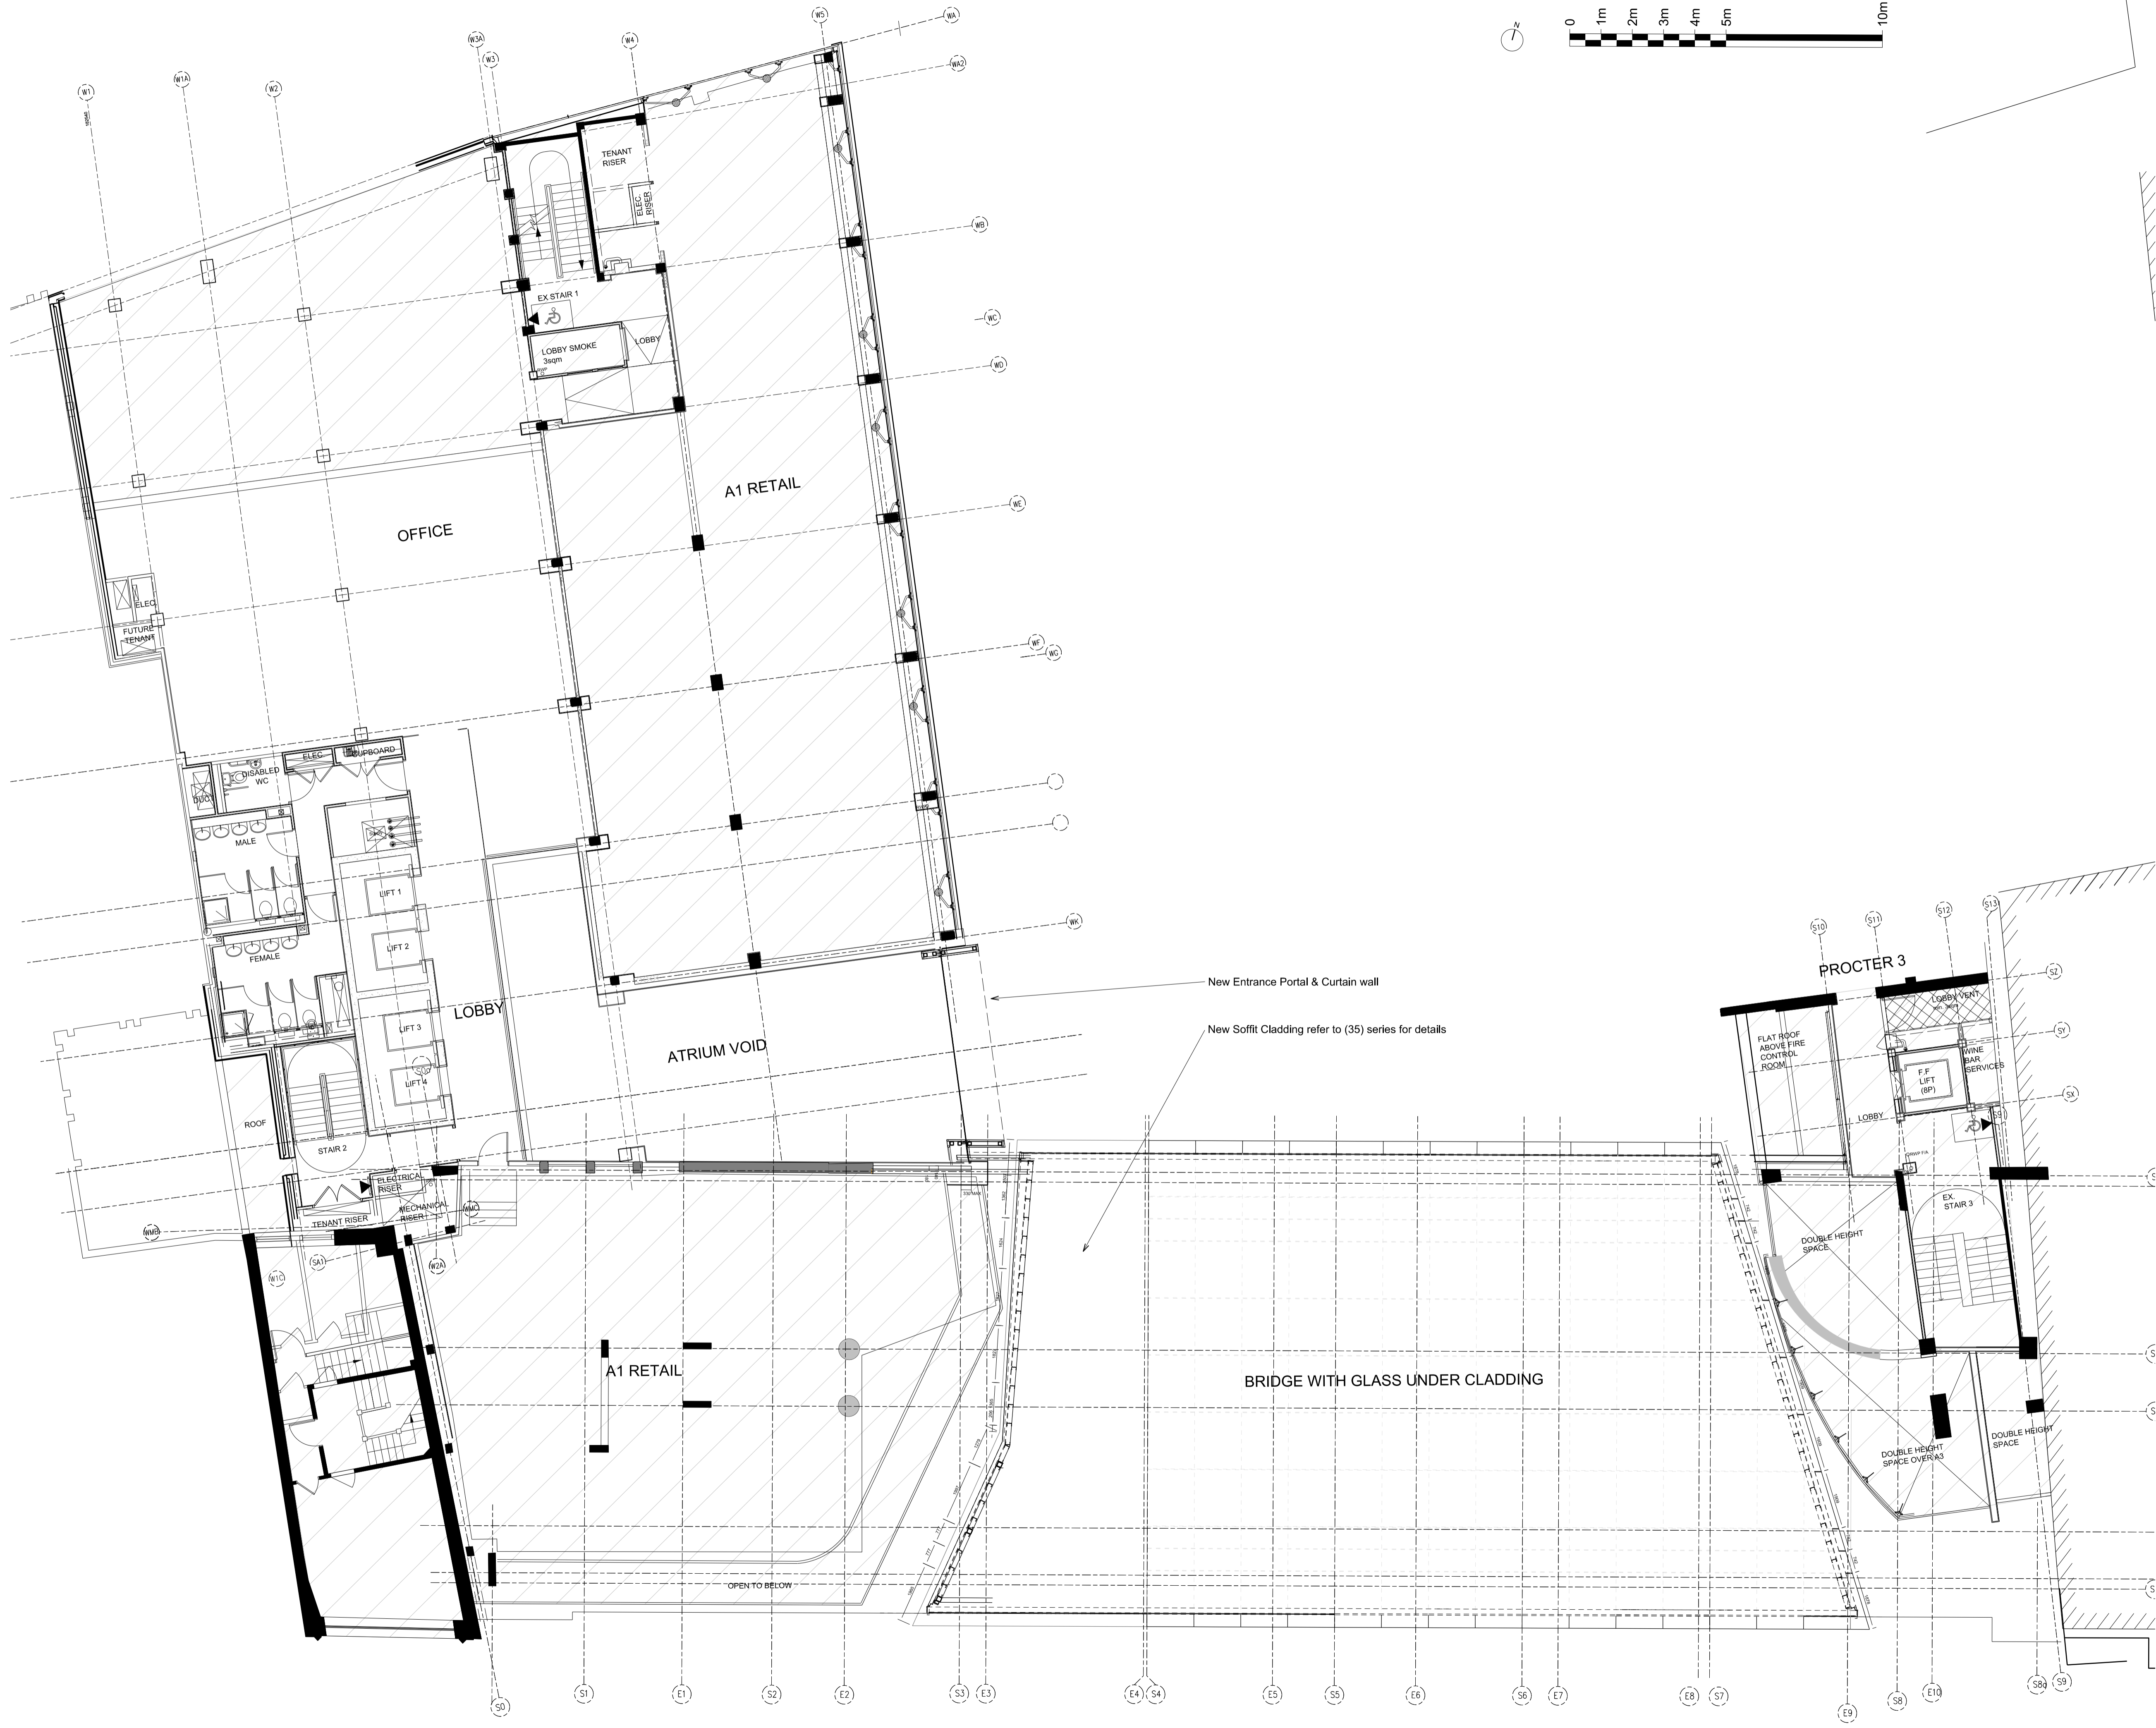 W5
WA
W3A
W4
W3
WA2
W1A
W2
W1
N
0
1m
2m
3m
4m
5m
10m
TENANT
RISER
ELEC.
RISER
WB
EX STAIR 1
WC
LOBBY SMOKE
3sqm
LOBBY
RWP
WD
A1 RETAIL
WE
OFFICE
ELEC.
FUTURE
TENANT
WF
WG
ELEC.
CUPBOARD
DISABLED
WC
DUCT
MALE
LIFT 1
LIFT 2
FEMALE
WK
LOBBY
LIFT 3
ATRIUM VOID
LIFT 4
ROOF
STAIR 2
ELECTRICAL
RISER
MECHANICAL
RISER
TENANT RISER
WMB
WMC
SA1
W2A
W1C
New Entrance Portal & Curtain wall
New Soffit Cladding refer to (35) series for details
S10
S11
S12
S13
PROCTER 3
SZ
LOBBY VENT
FLAT ROOF
ABOVE FIRE
CONTROL
ROOM
SY
WINE
BAR
SERVICES
F.F
LIFT
(8P)
SX
LOBBY
S9
EX.
STAIR 3
DOUBLE HEIGHT
SPACE
A1 RETAIL
BRIDGE WITH GLASS UNDER CLADDING
DOUBLE HEIGHT
SPACE OVER A3
DOUBLE HEIGHT
SPACE
OPEN TO BELOW
S0
S1
E1
S2
E2
S3
E3
E4
S4
E5
S5
E6
S6
E7
E8
S7
E9
S8
E10
S8a
S9